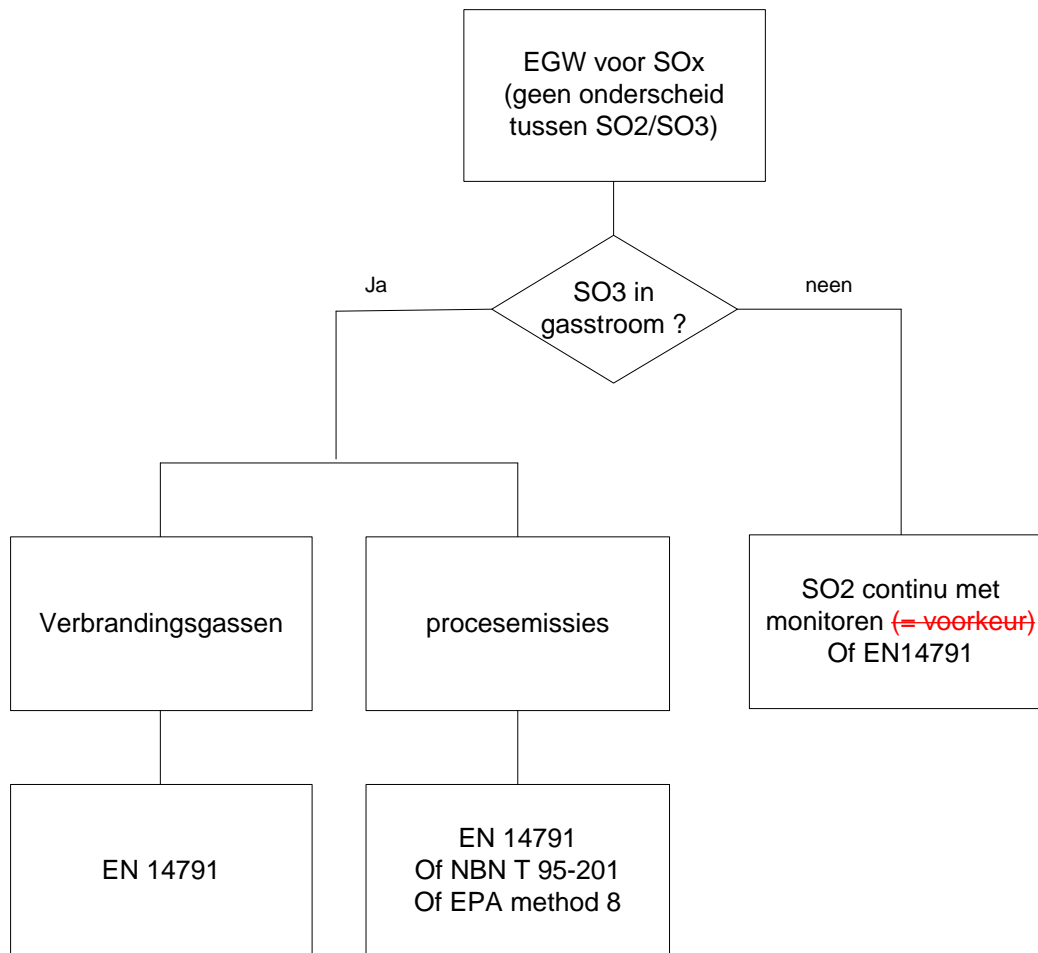 EGW voor SOx
(geen onderscheid
tussen SO2/SO3)
Ja
SO3 in
gasstroom ?
neen
Verbrandingsgassen
procesemissies
SO2 continu met
monitoren (= voorkeur)
Of EN14791
EN 14791
EN 14791
Of NBN T 95-201
Of EPA method 8